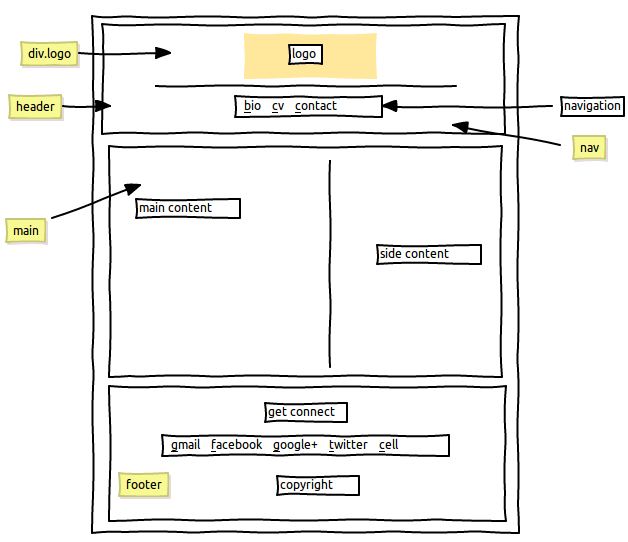 div.logo
logo
header
bio cv contact
navigation
nav
main content
main
side content
get connect
gmail facebook google+ twitter cell
footer
copyright